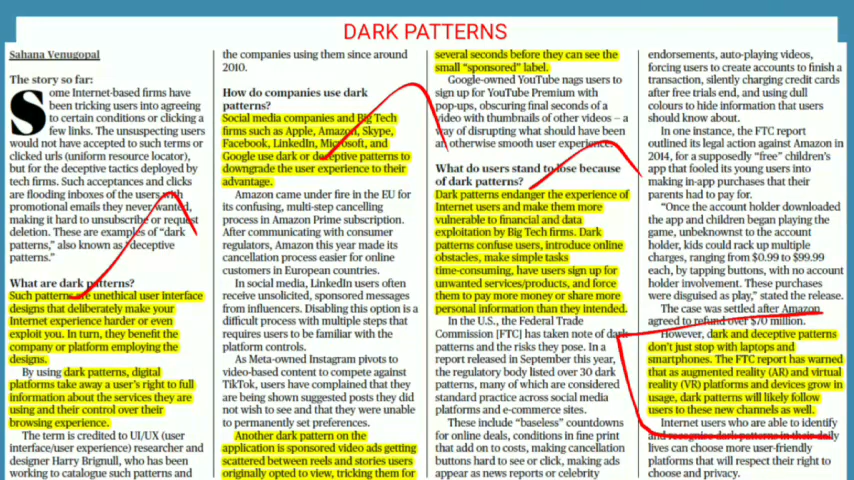 DARK PATTERNS
Sahana Venugopal
The story so far:
Some Internet-based firms have
been tricking users into agreeing
to certain conditions or clicking a
few links. The unsuspecting users
would not have accepted to such terms or
clicked urls (uniform resource locator),
but for the deceptive tactics deployed by
tech firms. Such acceptances and clicks
are flooding inboxes of the users with
promotional emails they never wanted,
making it hard to unsubscribe or request
deletion. These are examples of “dark
patterns,” also known as “deceptive
patterns.”
What are dark patterns?
Such patterns are unethical user interface
designs that deliberately make your
Internet experience harder or even
exploit you. In turn, they benefit the
company or platform employing the
designs.
By using dark patterns, digital
platforms take away a user's right to full
information about the services they are
using and their control over their
browsing experience.
The term is credited to UI/UX (user
interface/user experience) researcher and
designer Harry Brignull, who has been
working to catalogue such patterns and
the companies using them since around
2010.
How do companies use dark
patterns?
Social media companies and Big Tech
firms such as Apple, Amazon, Skype,
Facebook, LinkedIn, Microsoft, and
Google use dark or deceptive patterns to
downgrade the user experience to their
advantage.
Amazon came under fire in the EU for
its confusing, multi-step cancelling
process in Amazon Prime subscription.
After communicating with consumer
regulators, Amazon this year made its
cancellation process easier for online
customers in European countries.
In social media, LinkedIn users often
receive unsolicited, sponsored messages
from influencers. Disabling this option is a
difficult process with multiple steps that
requires users to be familiar with the
platform controls.
As Meta-owned Instagram pivots to
video-based content to compete against
TikTok, users have complained that they
are being shown suggested posts they did
not wish to see and that they were unable
to permanently set preferences.
Another dark pattern on the
application is sponsored video ads getting
scattered between reels and stories users
originally opted to view, tricking them for
several seconds before they can see the
small “sponsored” label.
Google-owned YouTube nags users to
sign up for YouTube Premium with
pop-ups, obscuring final seconds of a
video with thumbnails of other videos – a
way of disrupting what should have been
an otherwise smooth user experience.
What do users stand to lose because
of dark patterns?
Dark patterns endanger the experience of
Internet users and make them more
vulnerable to financial and data
exploitation by Big Tech firms. Dark
patterns confuse users, introduce online
obstacles, make simple tasks
time-consuming, have users sign up for
unwanted services/products, and force
them to pay more money or share more
personal information than they intended.
In the U.S., the Federal Trade
Commission [FTC] has taken note of dark
patterns and the risks they pose. In a
report released in September this year,
the regulatory body listed over 30 dark
patterns, many of which are considered
standard practice across social media
platforms and e-commerce sites.
These include “baseless” countdowns
for online deals, conditions in fine print
that add on to costs, making cancellation
buttons hard to see or click, making ads
appear as news reports or celebrity
endorsements, auto-playing videos,
forcing users to create accounts to finish a
transaction, silently charging credit cards
after free trials end, and using dull
colours to hide information that users
should know about.
In one instance, the FTC report
outlined its legal action against Amazon in
2014, for a supposedly “free” children's
app that fooled its young users into
making in-app purchases that their
parents had to pay for.
“Once the account holder downloaded
the app and children began playing the
game, unbeknownst to the account
holder, kids could rack up multiple
charges, ranging from $0.99 to $99.99
each, by tapping buttons, with no account
holder involvement. These purchases
were disguised as play,” stated the release.
The case was settled after Amazon
agreed to refund over $70 million.
However, dark and deceptive patterns
don't just stop with laptops and
smartphones. The FTC report has warned
that as augmented reality (AR) and virtual
reality (VR) platforms and devices grow in
usage, dark patterns will likely follow
users to these new channels as well.
Internet users who are able to identify
and recognise dark patterns in their daily
lives can choose more user-friendly
platforms that will respect their right to
choose and privacy.